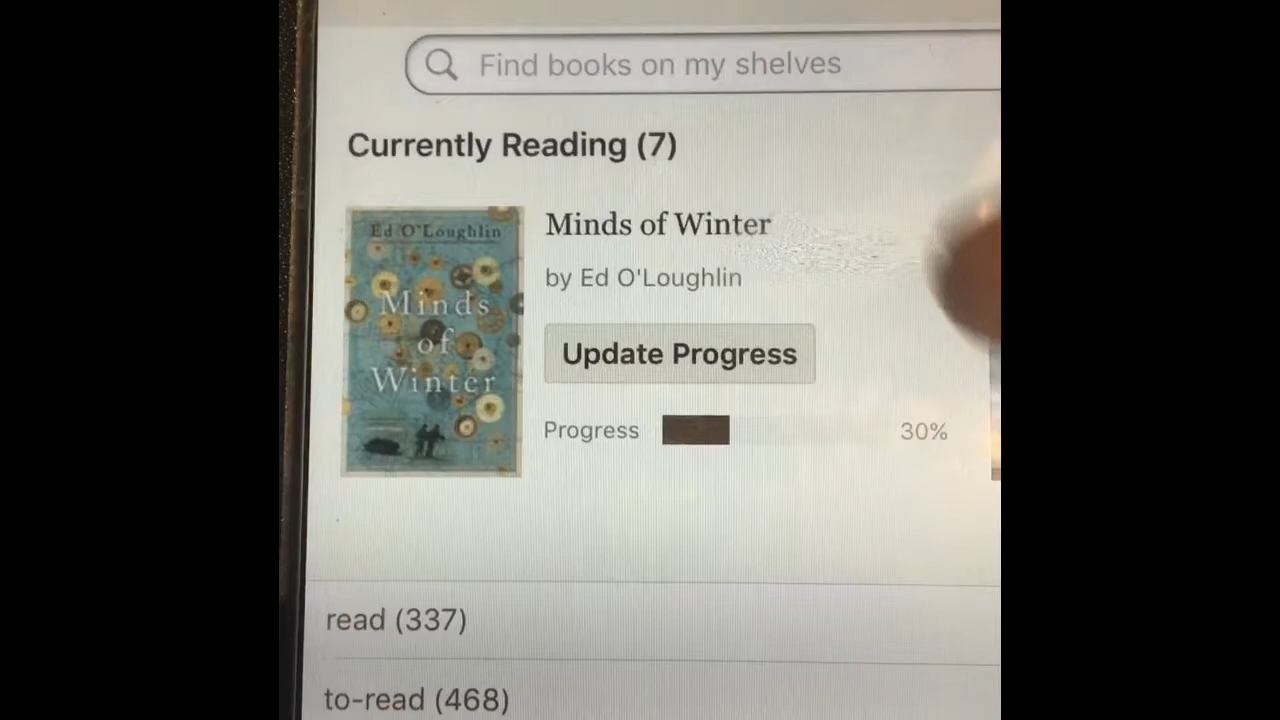 Find books on my shelves
Currently Reading (7)
Ed O'Loughlin
Minds
of
Winter
Minds of Winter
by Ed O'Loughlin
Update Progress
Progress 30%
read (337)
to-read (468)